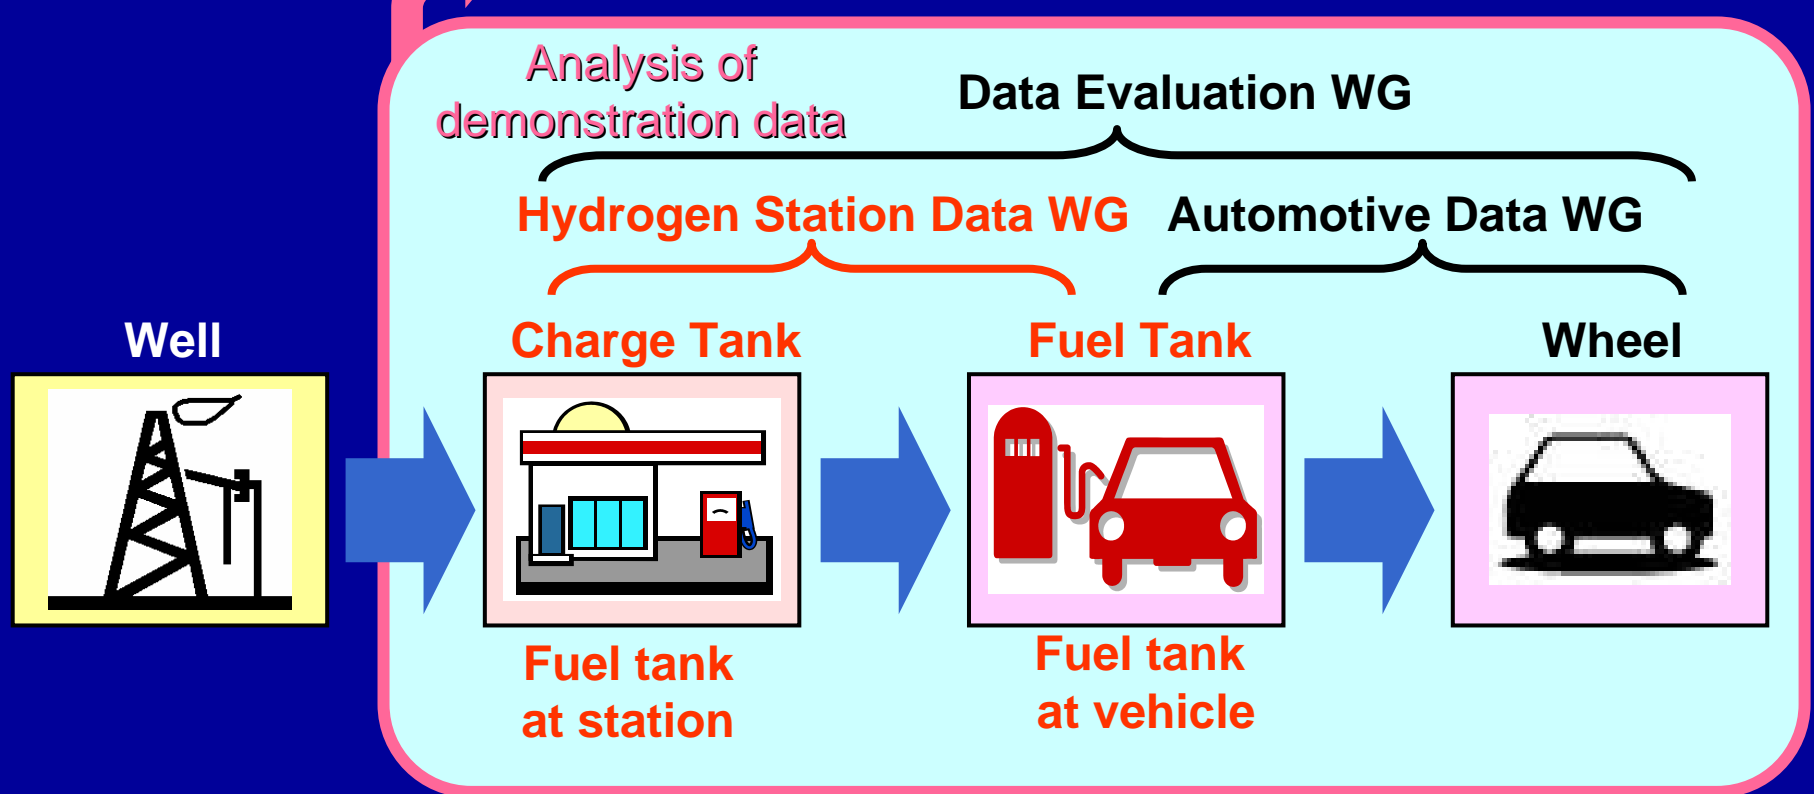 Analysis of
demonstration data
Data Evaluation WG
Hydrogen Station Data WG
Automotive Data WG
Well
Charge Tank
Fuel Tank
Wheel
Fuel tank
at station
Fuel tank
at vehicle